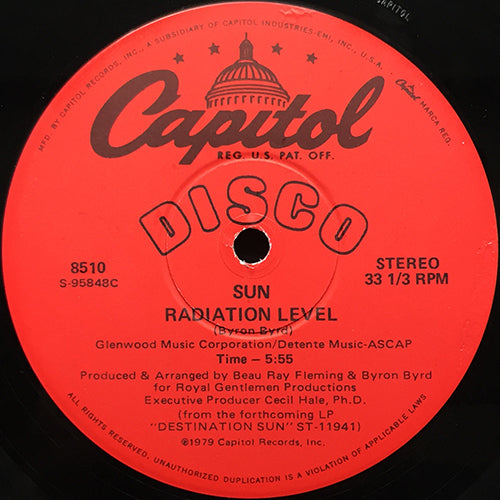 MFD. BY CAPITOL RECORDS, INC., A SUBSIDIARY OF CAPITOL INDUSTRIES-EMI, INC., U.S.A.
CAPITOL
Capitol
MARCA REG.
Capitol
REG. U.S. PAT. OFF.
DISCO
8510
S-95848C
STEREO
33 1/3 RPM
SUN
RADIATION LEVEL
(Byron Byrd)
Glenwood Music Corporation/Detente Music-ASCAP
Time – 5:55
Produced & Arranged by Beau Ray Fleming & Byron Byrd
for Royal Gentlemen Productions
Executive Producer Cecil Hale, Ph.D.
(from the forthcoming LP
"DESTINATION SUN" ST-11941)
©1979 Capitol Records, Inc.
ALL RIGHTS RESERVED. UNAUTHORIZED DUPLICATION IS A VIOLATION OF APPLICABLE LAWS